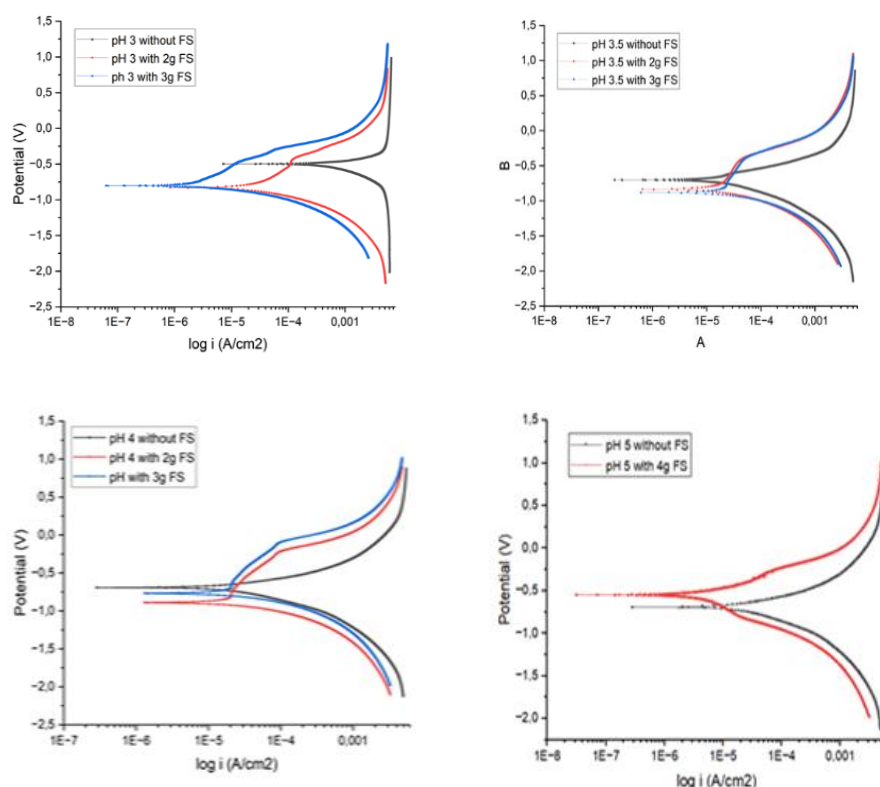 pH 3 without FS
pH 3 with 2g FS
ph 3 with 3g FS
Potential (V)
1,5
1,0
0,5
0,0
−0,5
−1,0
−1,5
−2,0
−2,5
1E-8 1E-7 1E-6 1E-5 1E-4 0,001
log i (A/cm2)
pH 3.5 without FS
pH 3.5 with 2g FS
pH 3.5 with 3g FS
B
1,5
1,0
0,5
0,0
−0,5
−1,0
−1,5
−2,0
−2,5
1E-8 1E-7 1E-6 1E-5 1E-4 0,001
A
pH 4 without FS
pH 4 with 2g FS
pH with 3g FS
Potential (V)
1,5
1,0
0,5
0,0
−0,5
−1,0
−1,5
−2,0
−2,5
1E-7 1E-6 1E-5 1E-4 0,001
log i (A/cm2)
pH 5 without FS
pH 5 with 4g FS
Potential (V)
1,5
1,0
0,5
0,0
−0,5
−1,0
−1,5
−2,0
1E-8 1E-7 1E-6 1E-5 1E-4 0,001
log i (A/cm2)